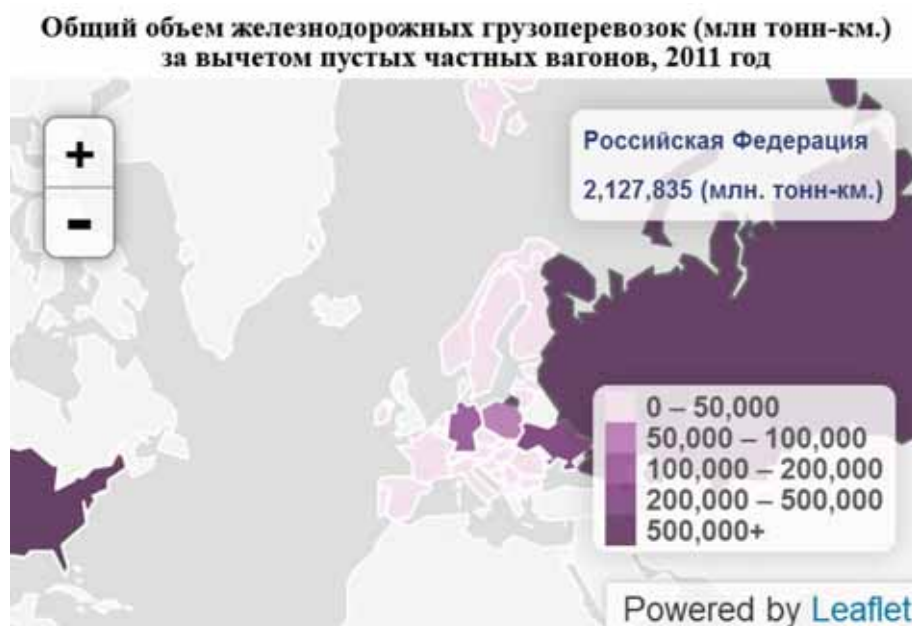 Общий объем железнодорожных грузоперевозок (млн тонн-км.)
за вычетом пустых частных вагонов, 2011 год
+
-
Российская Федерация
2,127,835 (млн. тонн-км.)
0 – 50,000
50,000 – 100,000
100,000 – 200,000
200,000 – 500,000
500,000+
Powered by Leaflet